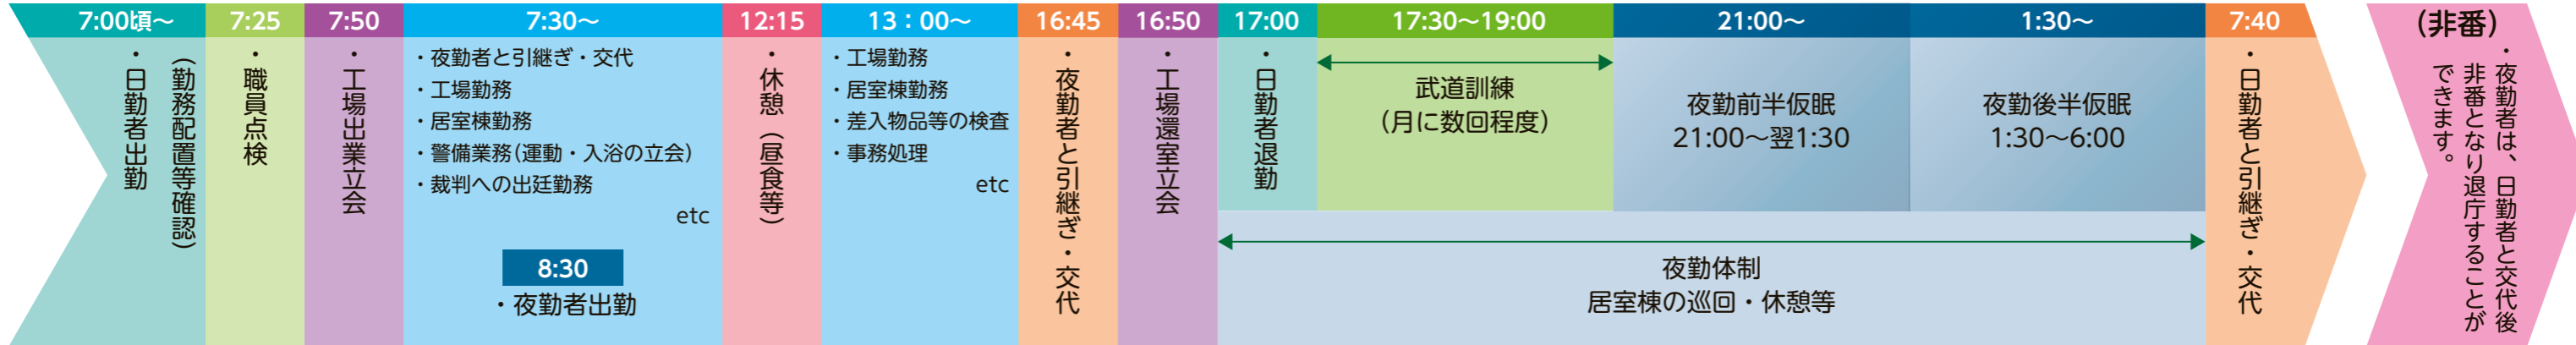 7:00頃～
・日勤者出勤
（勤務配置等確認）
7:25
・職員点検
7:50
・工場出業立会
7:30～
・夜勤者と引継ぎ・交代
・工場勤務
・居室棟勤務
・警備業務（運動・入浴の立会）
・裁判への出廷勤務
etc
8:30
・夜勤者出勤
12:15
・休憩（昼食等）
13：00～
・工場勤務
・居室棟勤務
・差入物品等の検査
・事務処理
etc
16:45
・夜勤者と引継ぎ・交代
16:50
・工場還室立会
17:00
・日勤者退勤
17:30～19:00
武道訓練
（月に数回程度）
21:00～
夜勤前半仮眠
21:00～翌1:30
1:30～
夜勤後半仮眠
1:30～6:00
夜勤体制
居室棟の巡回・休憩等
7:40
・日勤者と引継ぎ・交代
（非番）
・夜勤者は、日勤者と交代後
非番となり退庁することが
できます。